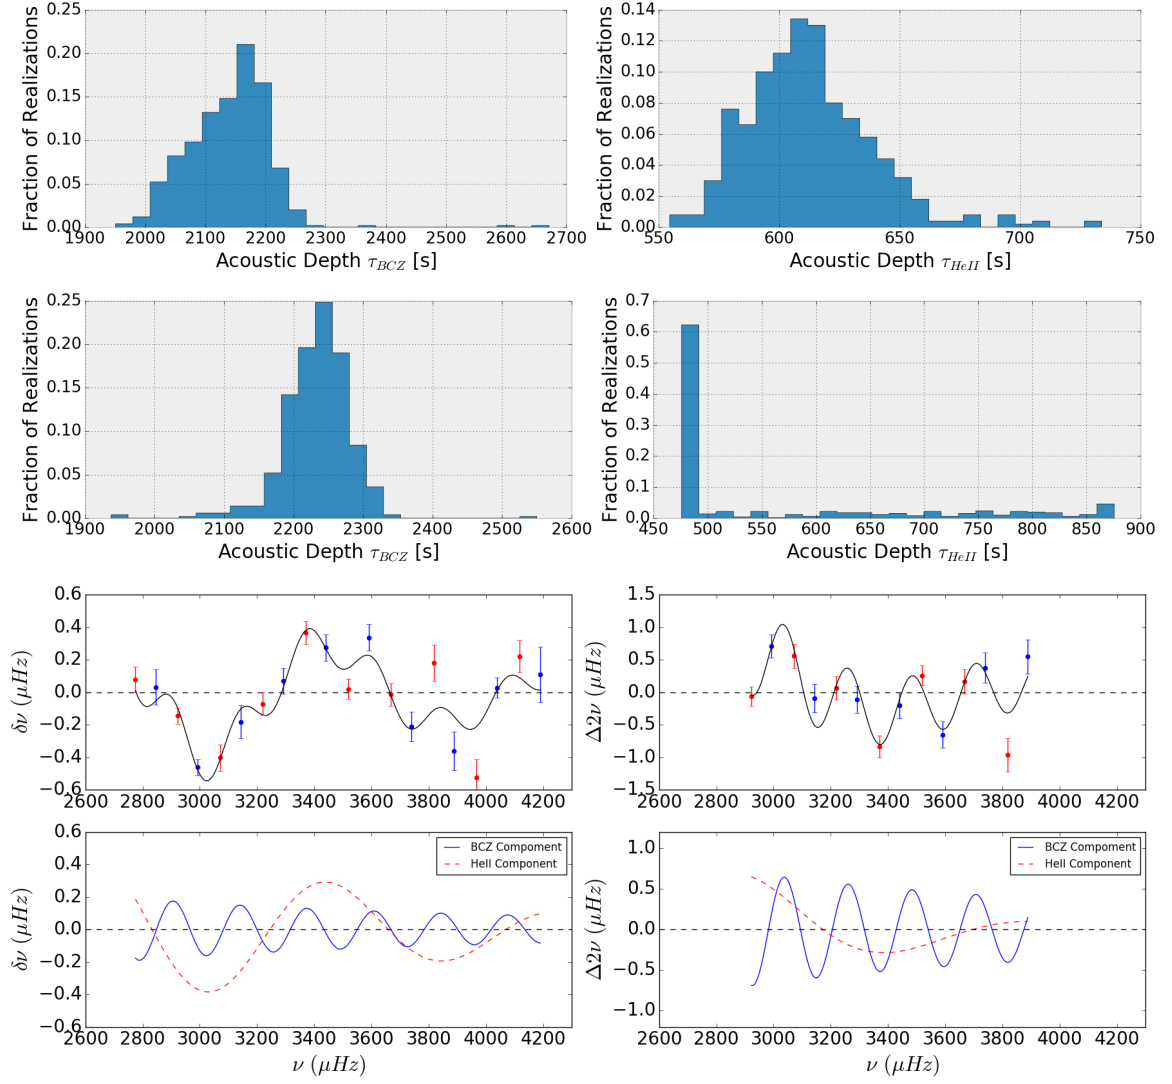 0.25
0.20
0.15
0.10
0.05
0.00
Fraction of Realizations
1900 2000 2100 2200 2300 2400 2500 2600 2700
Acoustic Depth τ_BCZ [s]
0.14
0.12
0.10
0.08
0.06
0.04
0.02
0.00
Fraction of Realizations
550 600 650 700 750
Acoustic Depth τ_HeII [s]
0.25
0.20
0.15
0.10
0.05
0.00
Fraction of Realizations
1900 2000 2100 2200 2300 2400 2500 2600
Acoustic Depth τ_BCZ [s]
0.7
0.6
0.5
0.4
0.3
0.2
0.1
0.0
Fraction of Realizations
450 500 550 600 650 700 750 800 850 900
Acoustic Depth τ_HeII [s]
0.6
0.4
0.2
0.0
−0.2
−0.4
−0.6
δν (μHz)
2600 2800 3000 3200 3400 3600 3800 4000 4200
1.5
1.0
0.5
0.0
−0.5
−1.0
−1.5
Δ2ν (μHz)
2600 2800 3000 3200 3400 3600 3800 4000 4200
0.6
0.4
0.2
0.0
−0.2
−0.4
−0.6
δν (μHz)
BCZ Compoment
HeII Component
2600 2800 3000 3200 3400 3600 3800 4000 4200
ν (μHz)
1.0
0.5
0.0
−0.5
−1.0
Δ2ν (μHz)
BCZ Compoment
HeII Component
2600 2800 3000 3200 3400 3600 3800 4000 4200
ν (μHz)